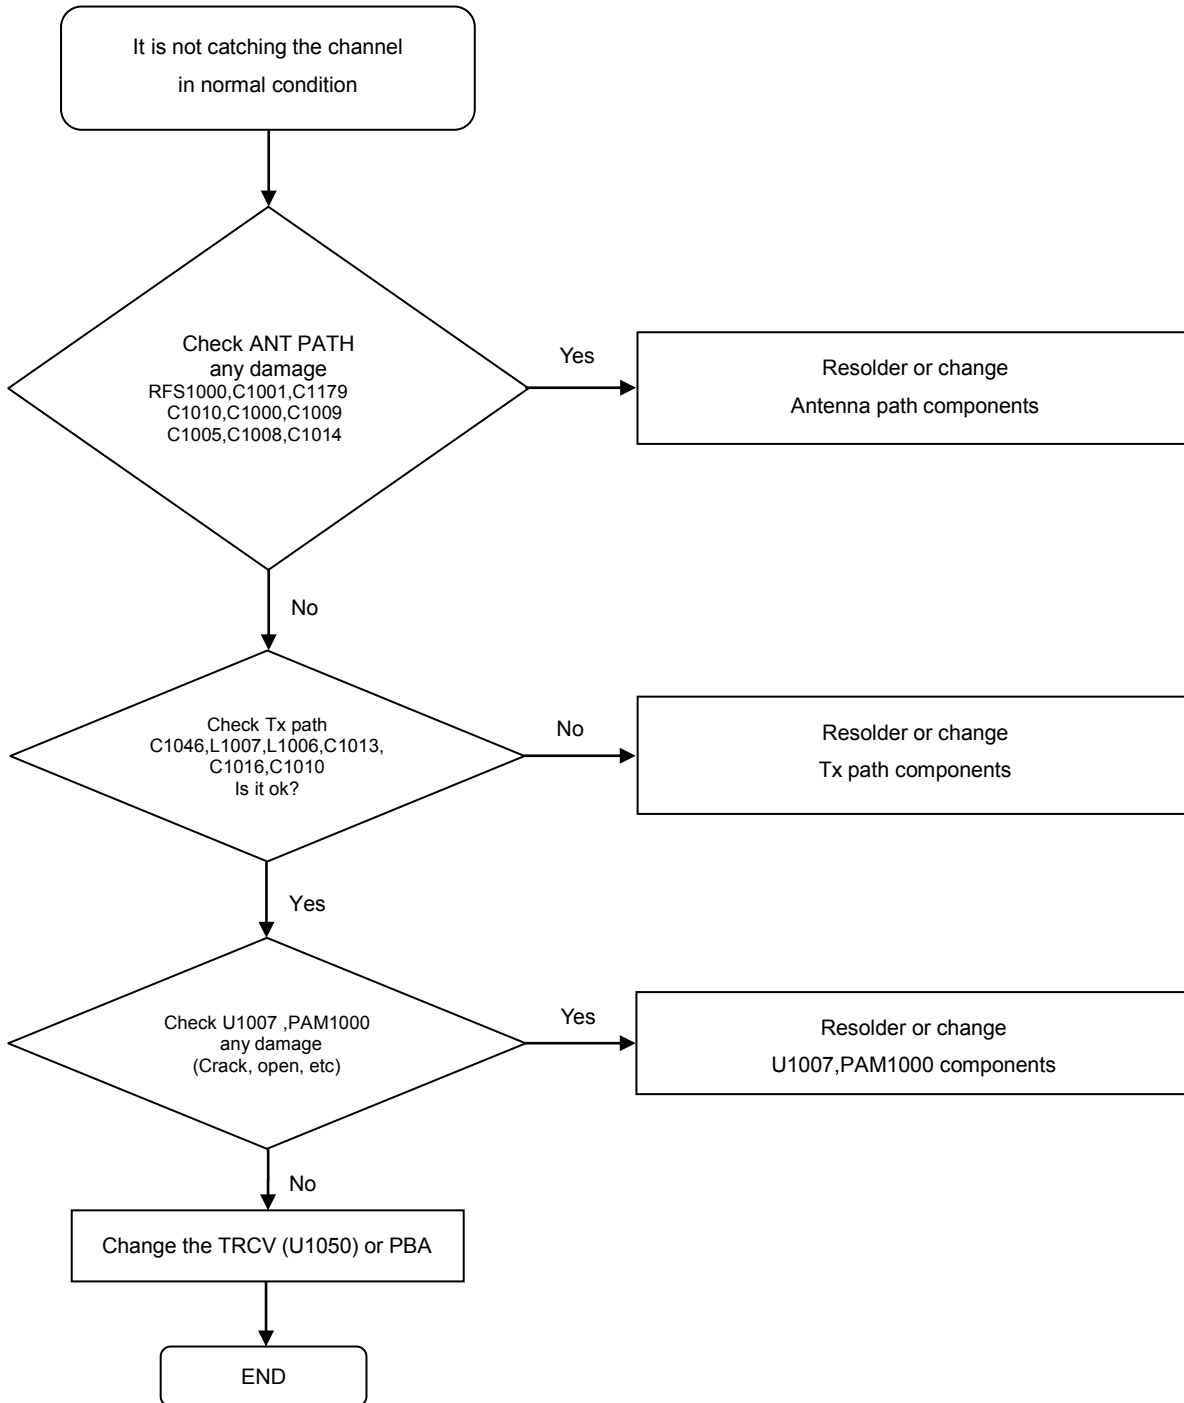 It is not catching the channel
in normal condition
Check ANT PATH
any damage
RFS1000,C1001,C1179
C1010,C1000,C1009
C1005,C1008,C1014
Yes
Resolder or change
Antenna path components
No
Check Tx path
C1046,L1007,L1006,C1013,
C1016,C1010
Is it ok?
No
Resolder or change
Tx path components
Yes
Check U1007 ,PAM1000
any damage
(Crack, open, etc)
Yes
Resolder or change
U1007,PAM1000 components
No
Change the TRCV (U1050) or PBA
END